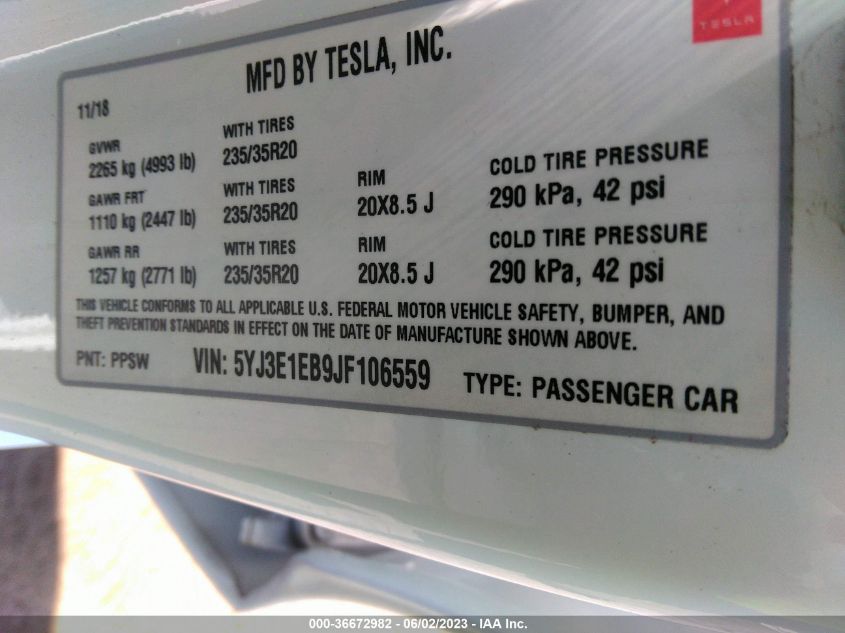 TESLA
MFD BY TESLA, INC.
11/18
GVWR
2265 kg (4993 lb)
WITH TIRES
235/35R20
GAWR FRT
1110 kg (2447 lb)
WITH TIRES
235/35R20
RIM
20X8.5 J
COLD TIRE PRESSURE
290 kPa, 42 psi
GAWR RR
1257 kg (2771 lb)
WITH TIRES
235/35R20
RIM
20X8.5 J
COLD TIRE PRESSURE
290 kPa, 42 psi
THIS VEHICLE CONFORMS TO ALL APPLICABLE U.S. FEDERAL MOTOR VEHICLE SAFETY, BUMPER, AND
THEFT PREVENTION STANDARDS IN EFFECT ON THE DATE OF MANUFACTURE SHOWN ABOVE.
PNT: PPSW VIN: 5YJ3E1EB9JF106559 TYPE: PASSENGER CAR
000-36672982 - 06/02/2023 - IAA Inc.